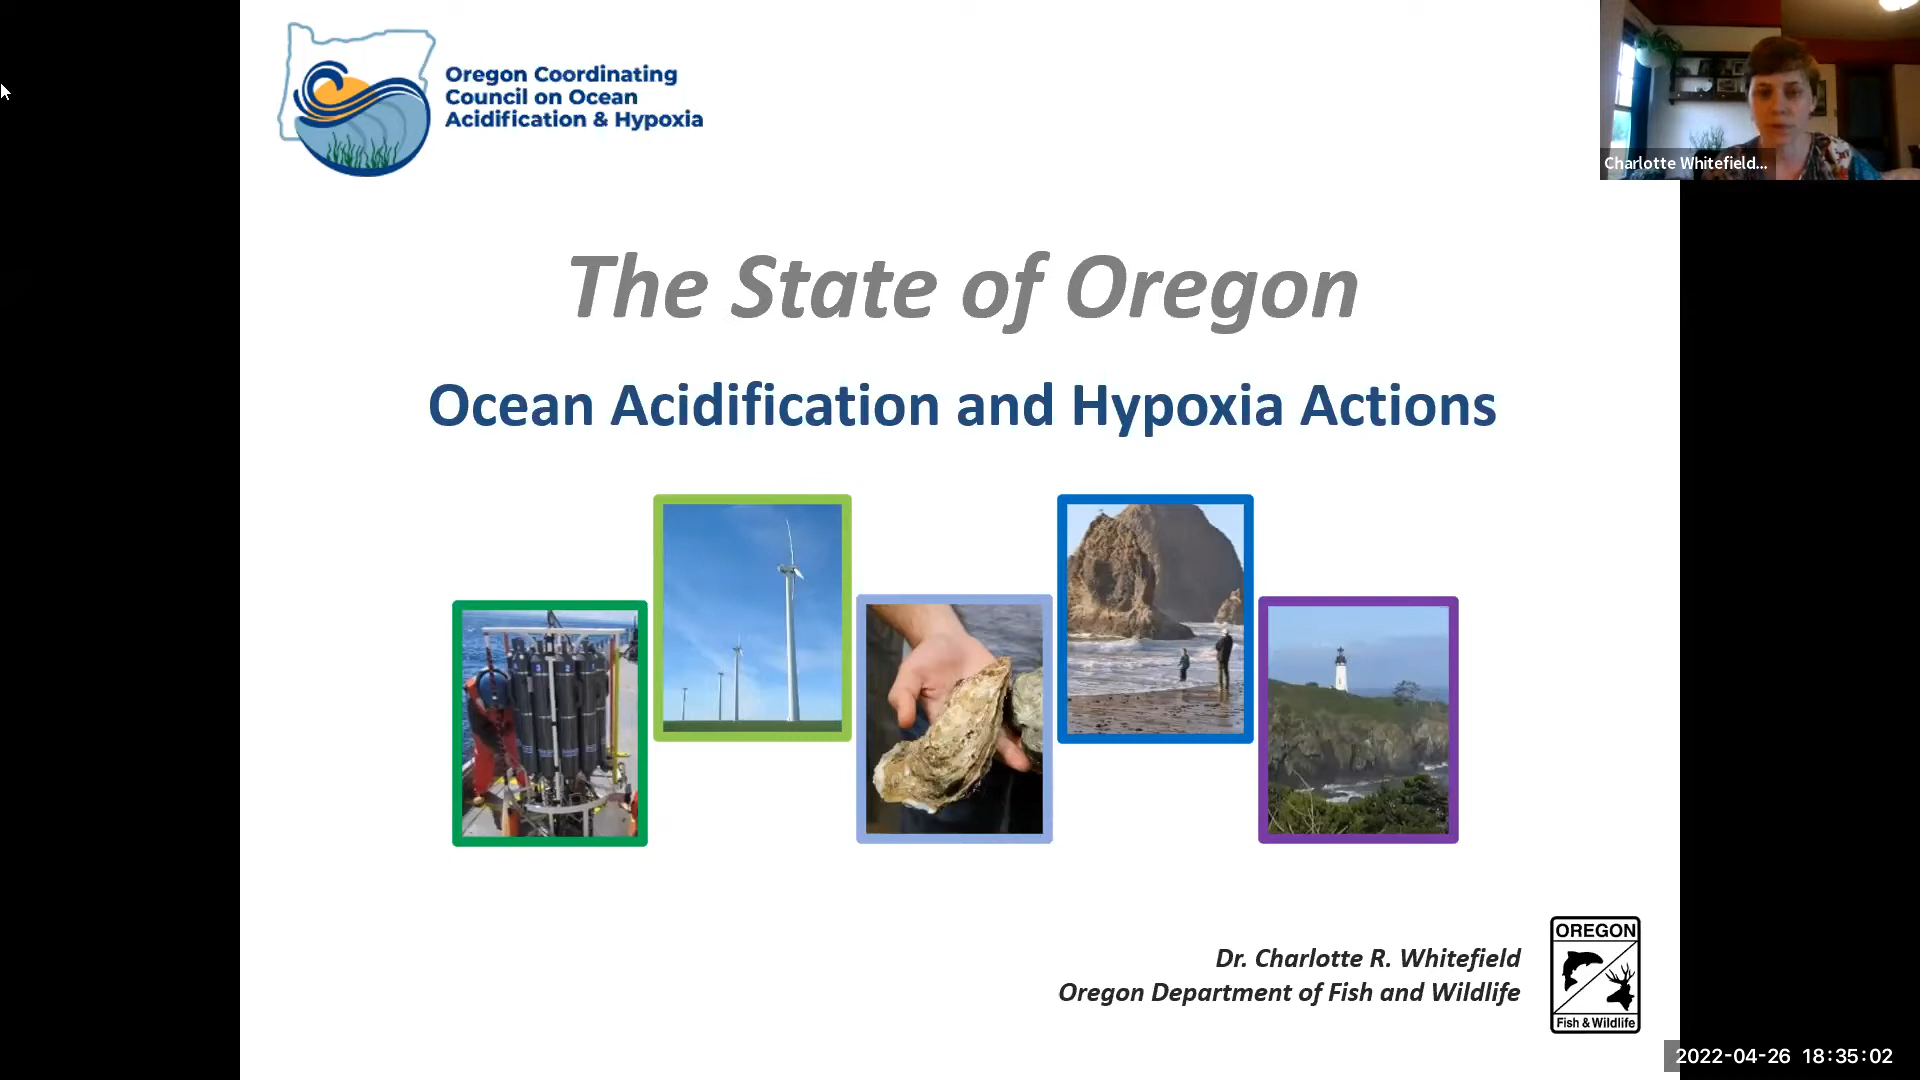 Oregon Coordinating
Council on Ocean
Acidification & Hypoxia
Charlotte Whitefield...
The State of Oregon
Ocean Acidification and Hypoxia Actions
Dr. Charlotte R. Whitefield
Oregon Department of Fish and Wildlife
OREGON
Fish & Wildlife
2022-04-26 18:35:02